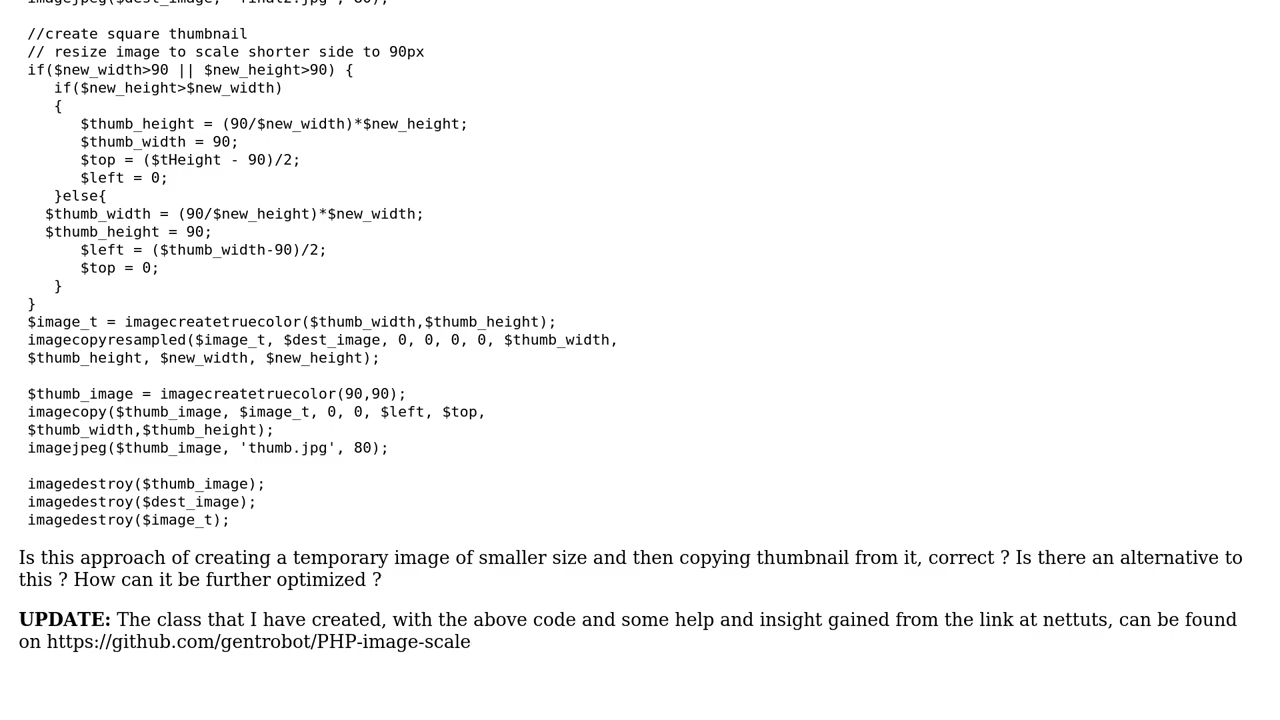 imagejpeg($dest_image, 'final2.jpg', 80);
//create square thumbnail
// resize image to scale shorter side to 90px
if($new_width>90 || $new_height>90) {
if($new_height>$new_width)
{
$thumb_height = (90/$new_width)*$new_height;
$thumb_width = 90;
$top = ($tHeight - 90)/2;
$left = 0;
}else{
$thumb_width = (90/$new_height)*$new_width;
$thumb_height = 90;
$left = ($thumb_width-90)/2;
$top = 0;
}
}
$image_t = imagecreatetruecolor($thumb_width,$thumb_height);
imagecopyresampled($image_t, $dest_image, 0, 0, 0, 0, $thumb_width,
$thumb_height, $new_width, $new_height);
$thumb_image = imagecreatetruecolor(90,90);
imagecopy($thumb_image, $image_t, 0, 0, $left, $top,
$thumb_width,$thumb_height);
imagejpeg($thumb_image, 'thumb.jpg', 80);
imagedestroy($thumb_image);
imagedestroy($dest_image);
imagedestroy($image_t);
Is this approach of creating a temporary image of smaller size and then copying thumbnail from it, correct ? Is there an alternative to
this ? How can it be further optimized ?
UPDATE: The class that I have created, with the above code and some help and insight gained from the link at nettuts, can be found
on https://github.com/gentrobot/PHP-image-scale